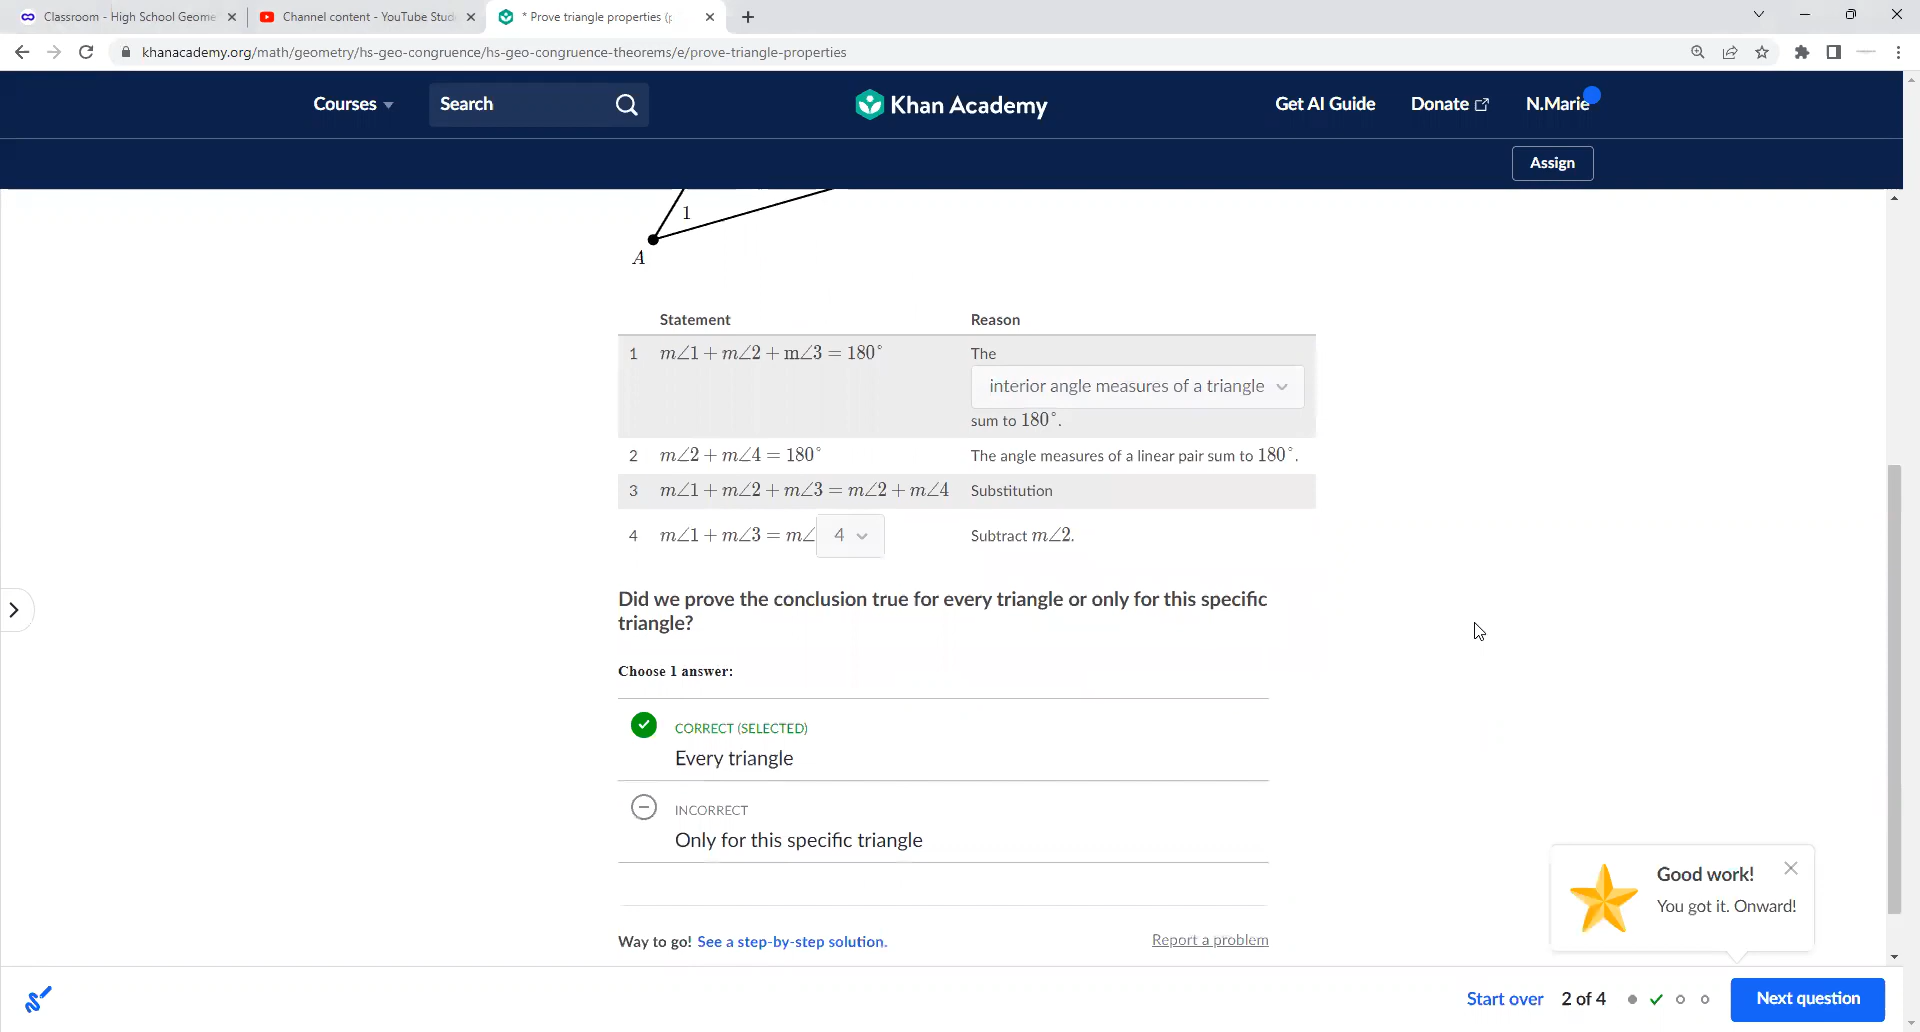 Classroom - High School Geome
Channel content - YouTube Stud
* Prove triangle properties (p
khanacademy.org/math/geometry/hs-geo-congruence/hs-geo-congruence-theorems/e/prove-triangle-properties
Courses
Search
Khan Academy
Get AI Guide
Donate
N.Marie
Assign
1
A
Statement Reason
1 m∠1 + m∠2 + m∠3 = 180° The
interior angle measures of a triangle
sum to 180°.
2 m∠2 + m∠4 = 180° The angle measures of a linear pair sum to 180°.
3 m∠1 + m∠2 + m∠3 = m∠2 + m∠4 Substitution
4 m∠1 + m∠3 = m∠ 4 Subtract m∠2.
Did we prove the conclusion true for every triangle or only for this specific
triangle?
Choose 1 answer:
CORRECT (SELECTED)
Every triangle
INCORRECT
Only for this specific triangle
Good work!
You got it. Onward!
Way to go! See a step-by-step solution.
Report a problem
Start over 2 of 4 Next question